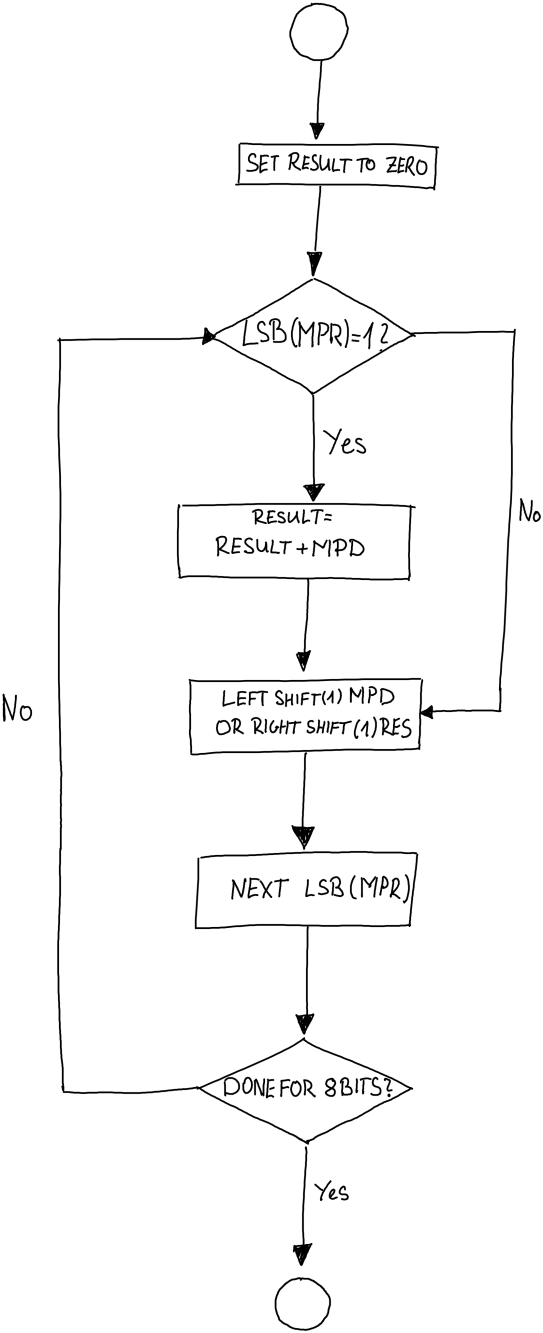 SET RESULT TO ZERO
LSB(MPR)=1?
Yes
No
RESULT=
RESULT+MPD
LEFT SHIFT(1) MPD
OR RIGHT SHIFT(1)RES
No
NEXT LSB(MPR)
DONE FOR 8BITS?
Yes